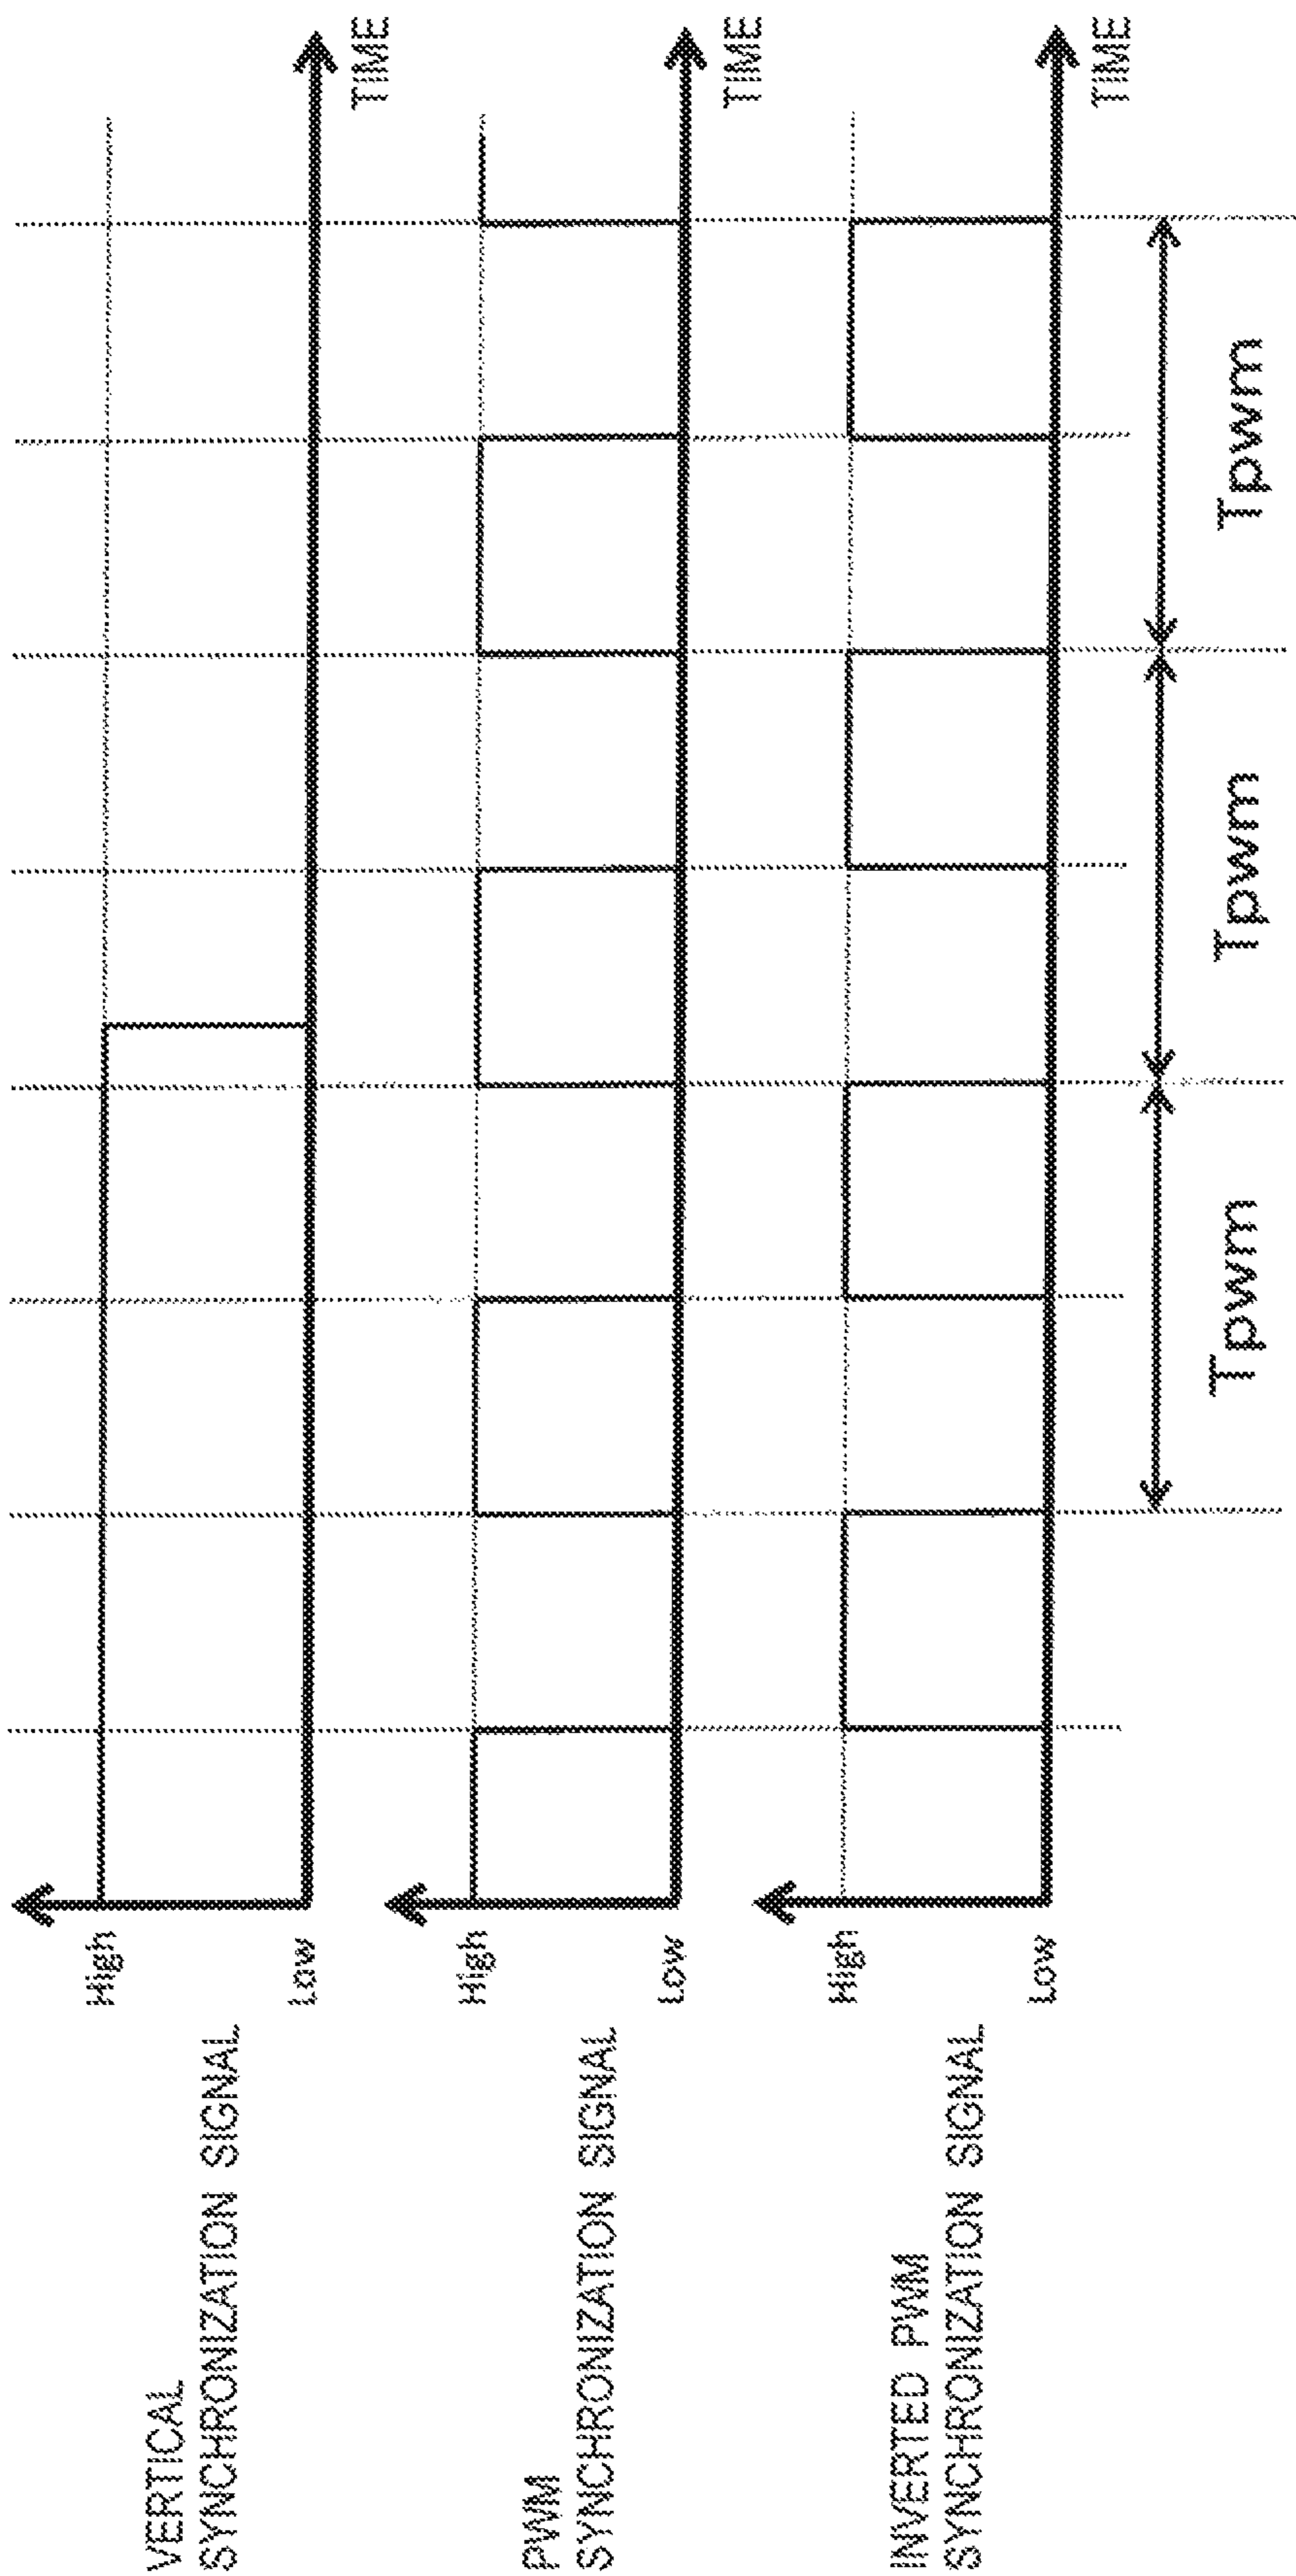 VERTICAL
SYNCHRONIZATION SIGNAL
High
Low
TIME
PWM
SYNCHRONIZATION SIGNAL
High
Low
TIME
INVERTED PWM
SYNCHRONIZATION SIGNAL
High
Low
TIME
Tpwm
Tpwm
Tpwm